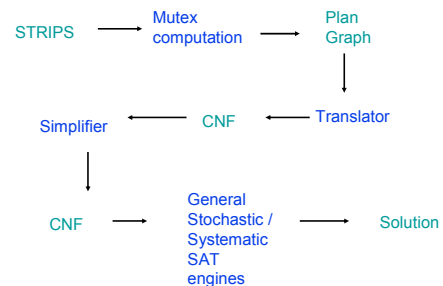 STRIPS
Mutex
computation
Plan
Graph
Translator
CNF
Simplifier
CNF
General
Stochastic /
Systematic
SAT
engines
Solution